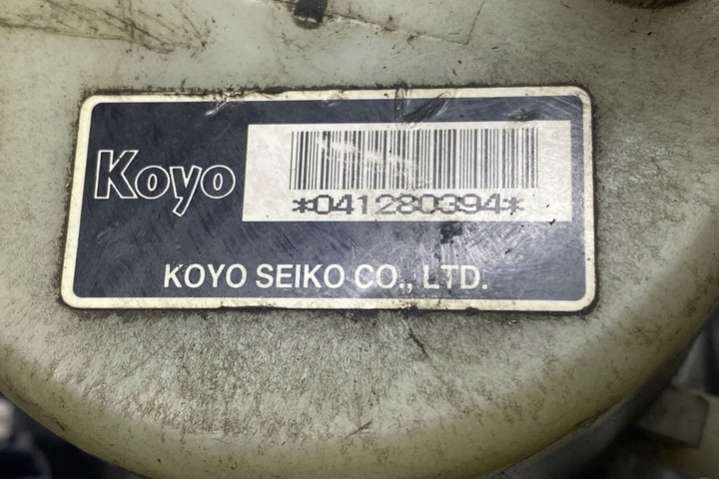 Koyo
*041280394*
KOYO SEIKO CO., LTD.